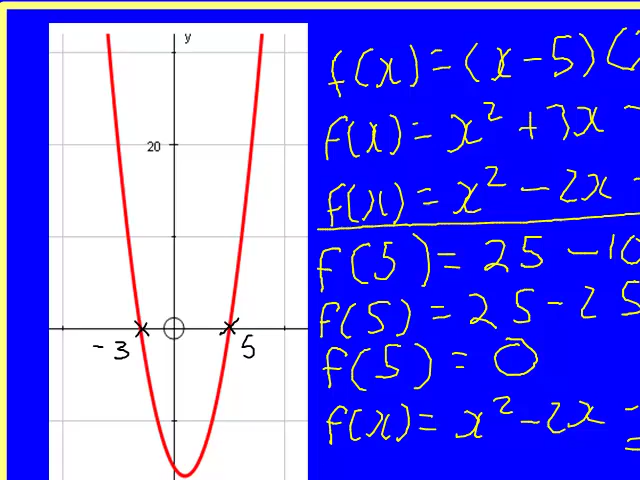 y
20
-3
5
f(x) = (x-5)(
f(x) = x² + 3x
f(x) = x² - 2x
f(5) = 25 - 10
f(5) = 25 - 25
f(5) = 0
f(x) = x² - 2x